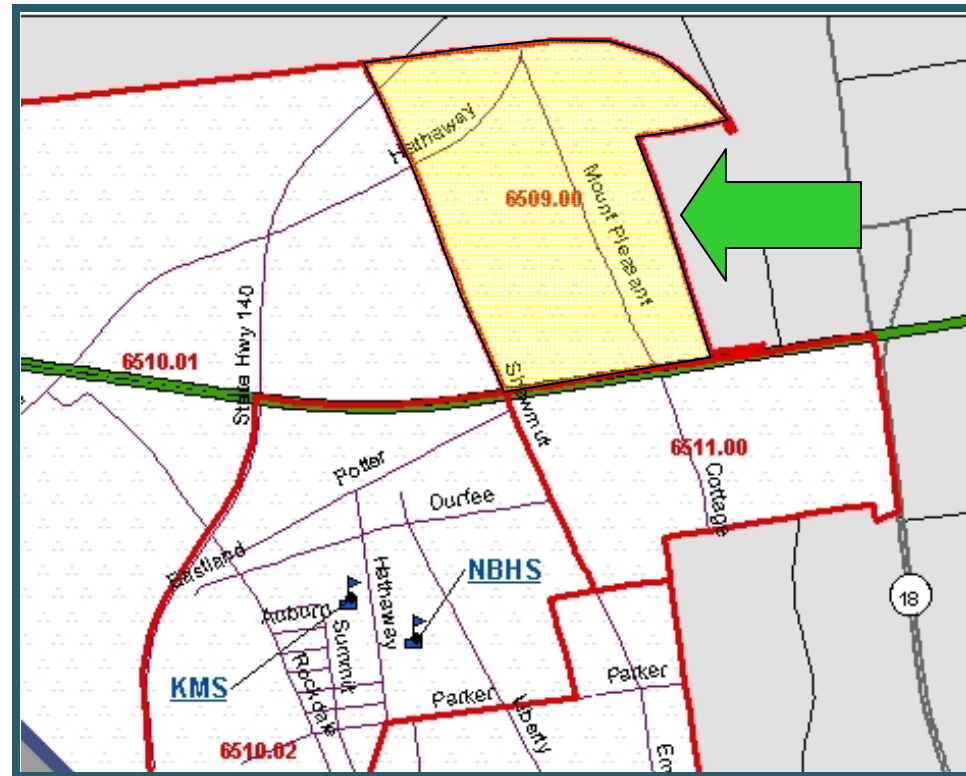 Hathaway
6509.00
Mount Pleasant
State Hwy 140
6510.01
Shawmut
6511.00
Potter
Durfee
Cottage
Eastland
NBHS
Hathaway
18
Auburn
Summit
Rockdale
KMS
Parker
Parker
Liberty
6510.02
Em